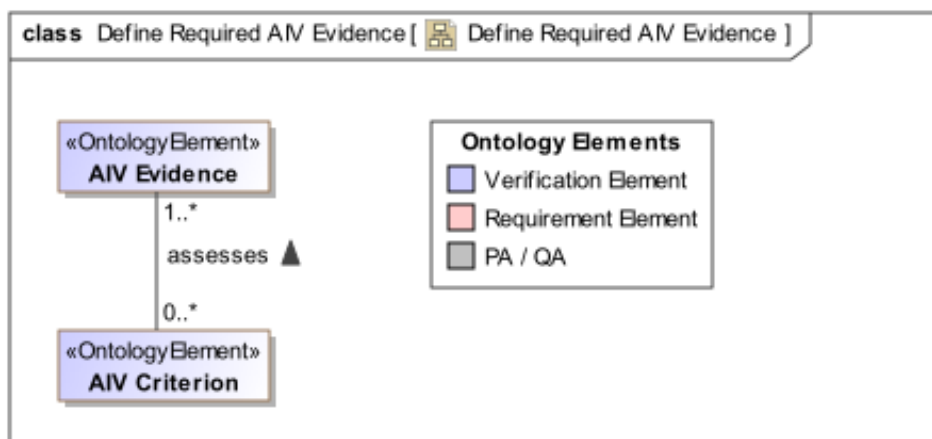 class Define Required AIV Evidence [ Define Required AIV Evidence ]
«OntologyElement»
AIV Evidence
1..*
assesses
0..*
«OntologyElement»
AIV Criterion
Ontology Elements
Verification Element
Requirement Element
PA / QA